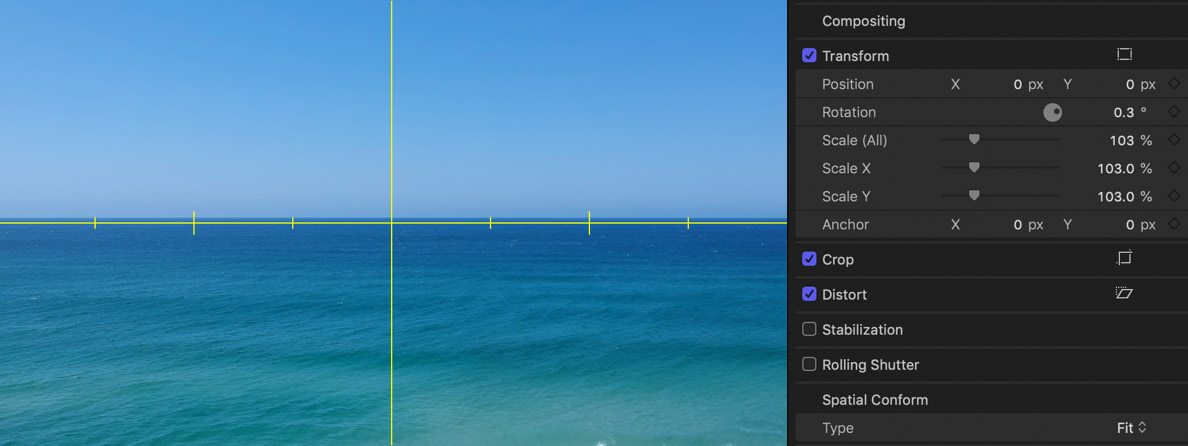 Compositing
Transform
Position X 0 px Y 0 px
Rotation 0.3 °
Scale (All) 103 %
Scale X 103.0 %
Scale Y 103.0 %
Anchor X 0 px Y 0 px
Crop
Distort
Stabilization
Rolling Shutter
Spatial Conform
Type Fit